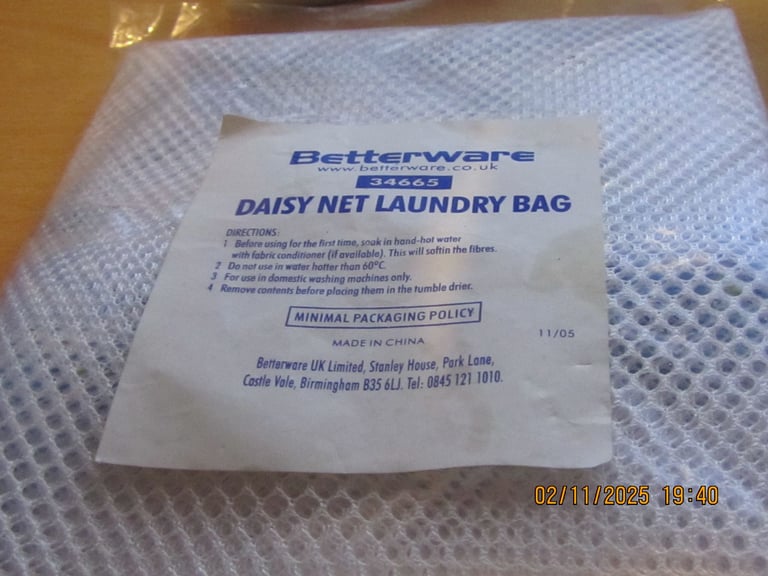 Betterware
www.betterware.co.uk
34665
DAISY NET LAUNDRY BAG
DIRECTIONS:
1 Before using for the first time, soak in hand-hot water
with fabric conditioner (if available). This will softin the fibres.
2 Do not use in water hotter than 60°C.
3 For use in domestic washing machines only.
4 Remove contents before placing them in the tumble drier.
MINIMAL PACKAGING POLICY
MADE IN CHINA
11/05
Betterware UK Limited, Stanley House, Park Lane,
Castle Vale, Birmingham B35 6LJ. Tel: 0845 121 1010.
02/11/2025 19:40